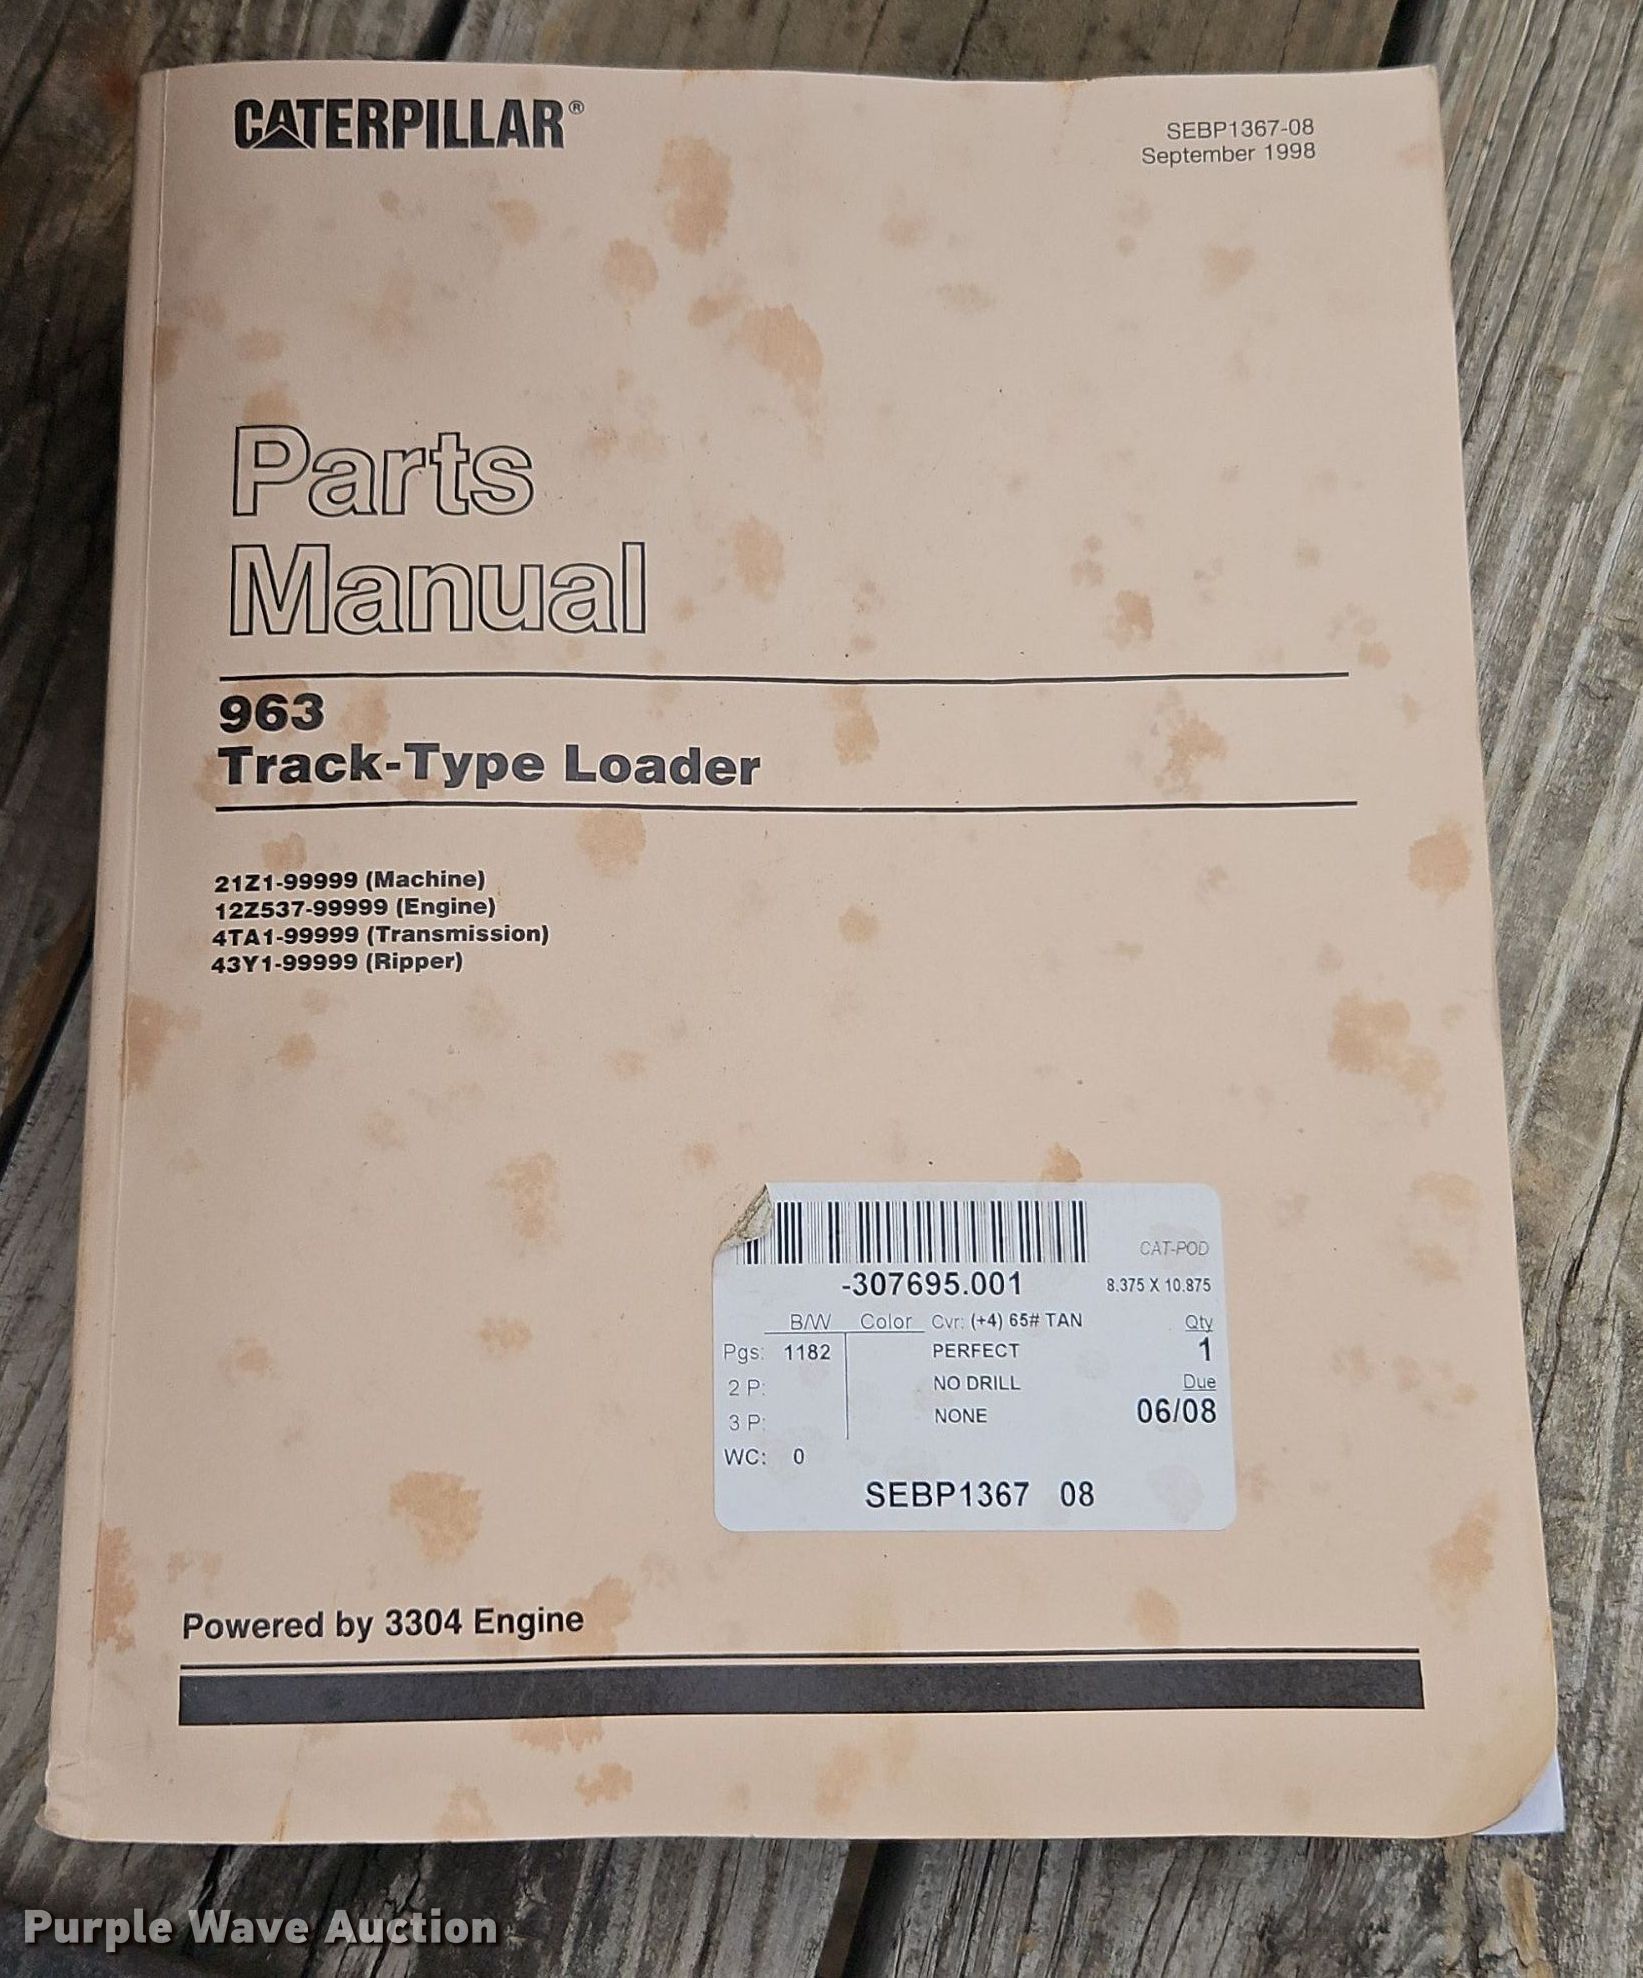 CATERPILLAR®
SEBP1367-08
September 1998
Parts
Manual
963
Track-Type Loader
21Z1-99999 (Machine)
12Z537-99999 (Engine)
4TA1-99999 (Transmission)
43Y1-99999 (Ripper)
CAT-POD
-307695.001 8.375 X 10.875
B/W Color Cvr: (+4) 65# TAN Qty
Pgs: 1182 PERFECT 1
2 P: NO DRILL Due
3 P: NONE 06/08
WC: 0
SEBP1367 08
Powered by 3304 Engine
Purple Wave Auction